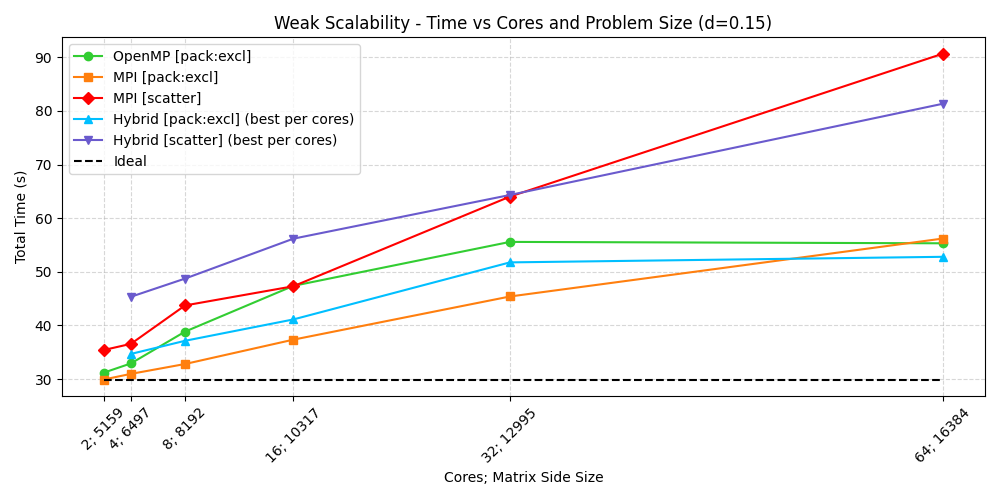 Weak Scalability - Time vs Cores and Problem Size (d=0.15)
OpenMP [pack:excl]
MPI [pack:excl]
MPI [scatter]
Hybrid [pack:excl] (best per cores)
Hybrid [scatter] (best per cores)
Ideal
Total Time (s)
90
80
70
60
50
40
30
2; 5159
4; 6497
8; 8192
16; 10317
32; 12995
64; 16384
Cores; Matrix Side Size